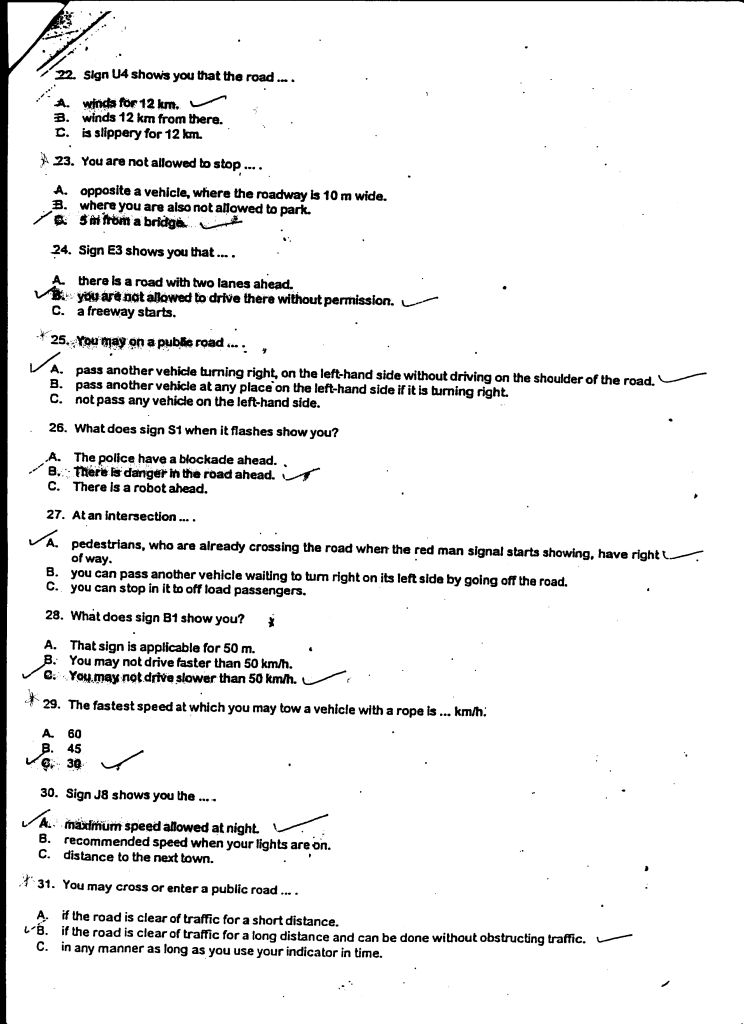 22. Sign U4 shows you that the road ... .
A. winds for 12 km.
B. winds 12 km from there.
C. is slippery for 12 km.
23. You are not allowed to stop ... .
A. opposite a vehicle, where the roadway is 10 m wide.
B. where you are also not allowed to park.
C. 5 m from a bridge.
24. Sign E3 shows you that ... .
A. there is a road with two lanes ahead.
B. you are not allowed to drive there without permission.
C. a freeway starts.
25. You may on a public road ... .
A. pass another vehicle turning right, on the left-hand side without driving on the shoulder of the road.
B. pass another vehicle at any place on the left-hand side if it is turning right.
C. not pass any vehicle on the left-hand side.
26. What does sign S1 when it flashes show you?
A. The police have a blockade ahead.
B. There is danger in the road ahead.
C. There is a robot ahead.
27. At an intersection ... .
A. pedestrians, who are already crossing the road when the red man signal starts showing, have right
of way.
B. you can pass another vehicle waiting to turn right on its left side by going off the road.
C. you can stop in it to off load passengers.
28. What does sign B1 show you?
A. That sign is applicable for 50 m.
B. You may not drive faster than 50 km/h.
C. You may not drive slower than 50 km/h.
29. The fastest speed at which you may tow a vehicle with a rope is ... km/h.
A. 60
B. 45
C. 30
30. Sign J8 shows you the ... .
A. maximum speed allowed at night.
B. recommended speed when your lights are on.
C. distance to the next town.
31. You may cross or enter a public road ... .
A. if the road is clear of traffic for a short distance.
B. if the road is clear of traffic for a long distance and can be done without obstructing traffic.
C. in any manner as long as you use your indicator in time.